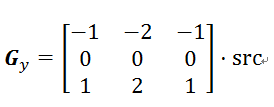 G_y = [ −1 −2 −1
0 0 0
1 2 1 ] · src↵